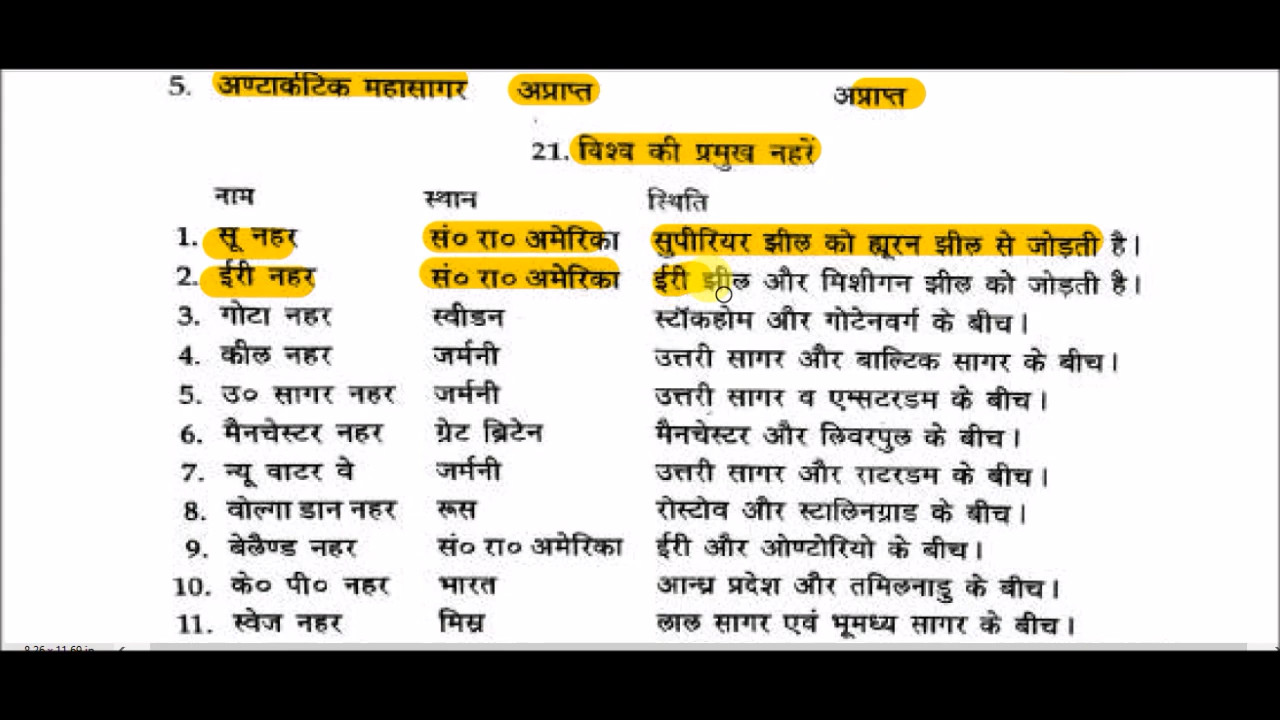 5. अण्टार्कटिक महासागर अप्राप्त अप्राप्त
21. विश्व की प्रमुख नहरें
नाम स्थान स्थिति
1. सू नहर सं० रा० अमेरिका सुपीरियर झील को ह्यूरन झील से जोड़ती है।
2. ईरी नहर सं० रा० अमेरिका ईरी झील और मिशीगन झील को जोड़ती है।
3. गोटा नहर स्वीडन स्टॉकहोम और गोटेनवर्ग के बीच।
4. कील नहर जर्मनी उत्तरी सागर और बाल्टिक सागर के बीच।
5. उ० सागर नहर जर्मनी उत्तरी सागर व एम्सटरडम के बीच।
6. मैनचेस्टर नहर ग्रेट ब्रिटेन मैनचेस्टर और लिवरपुल के बीच।
7. न्यू वाटर वे जर्मनी उत्तरी सागर और राटरडम के बीच।
8. वोल्गा डान नहर रूस रोस्टोव और स्टालिनग्राड के बीच।
9. बेलैण्ड नहर सं० रा० अमेरिका ईरी और ओण्टोरियो के बीच।
10. के० पी० नहर भारत आन्ध्र प्रदेश और तमिलनाडु के बीच।
11. स्वेज नहर मिस्र लाल सागर एवं भूमध्य सागर के बीच।
8.26 x 11.69 in